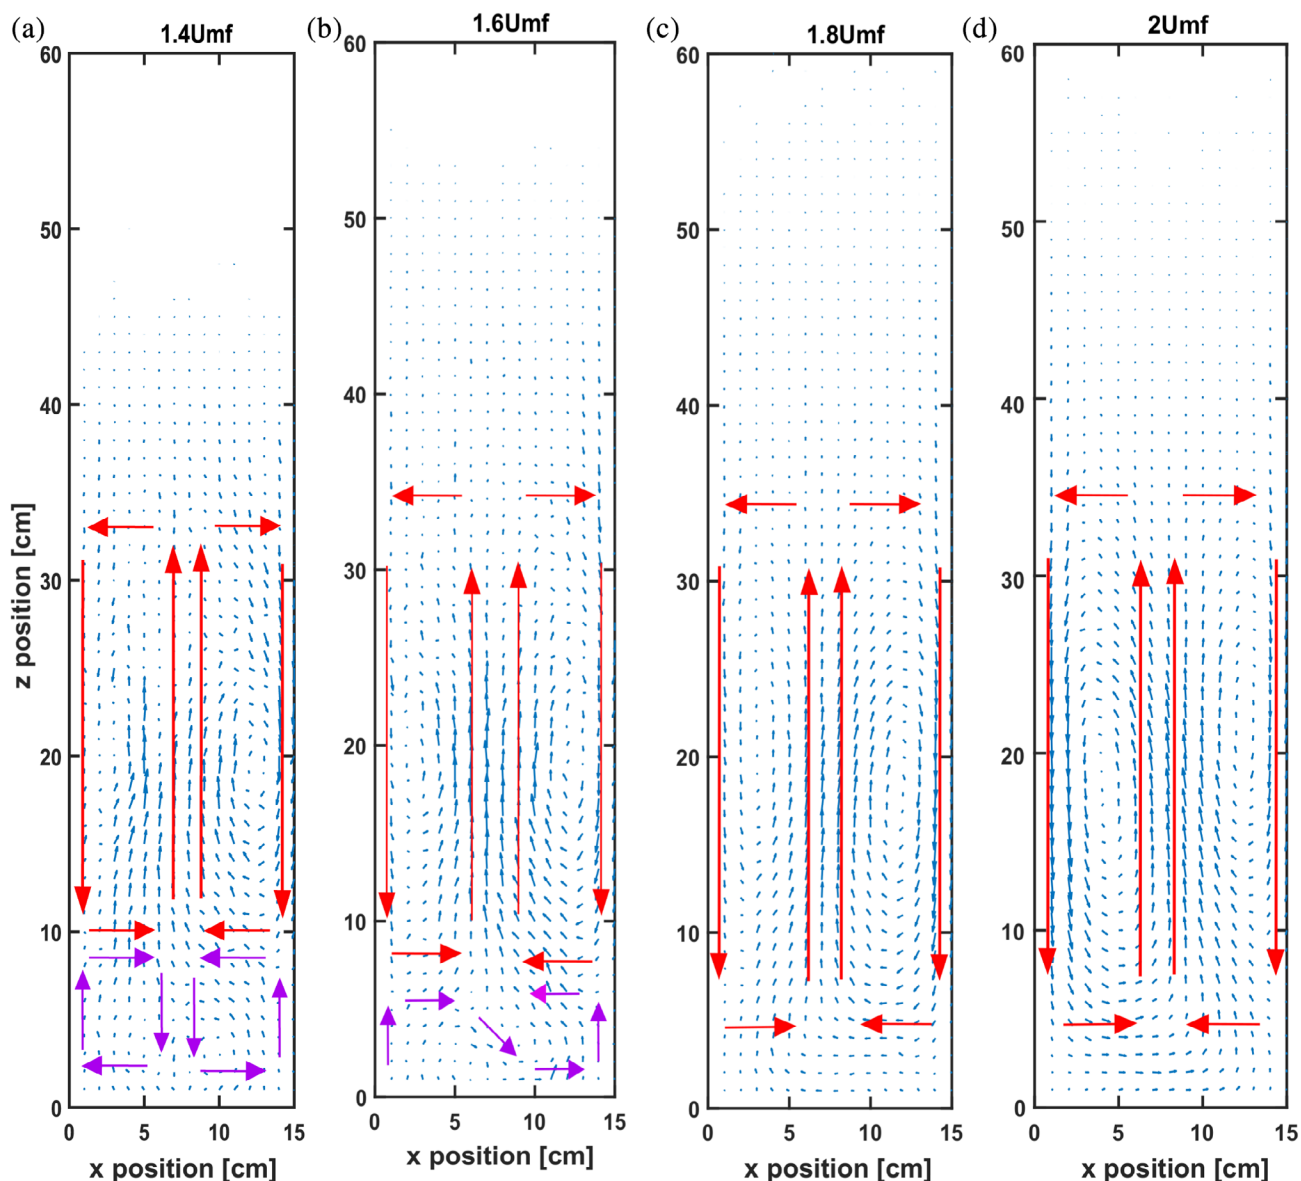 (a) 1.4Umf (b) 1.6Umf (c) 1.8Umf (d) 2Umf
60 60 60 60
50 50 50 50
40 40 40 40
z position [cm]
30 30 30 30
20 20 20 20
10 10 10 10
0 0 0 0
0 5 10 15 0 5 10 15 0 5 10 15 0 5 10 15
x position [cm] x position [cm] x position [cm] x position [cm]